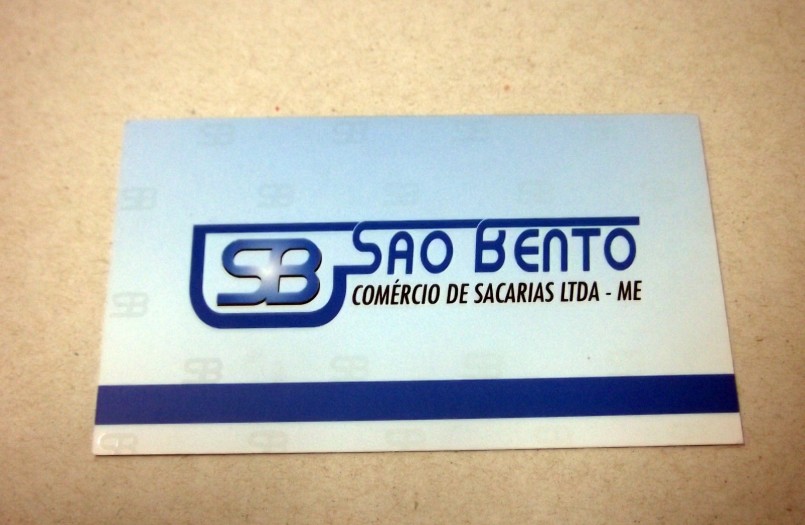 SB
SAO BENTO
COMÉRCIO DE SACARIAS LTDA - ME